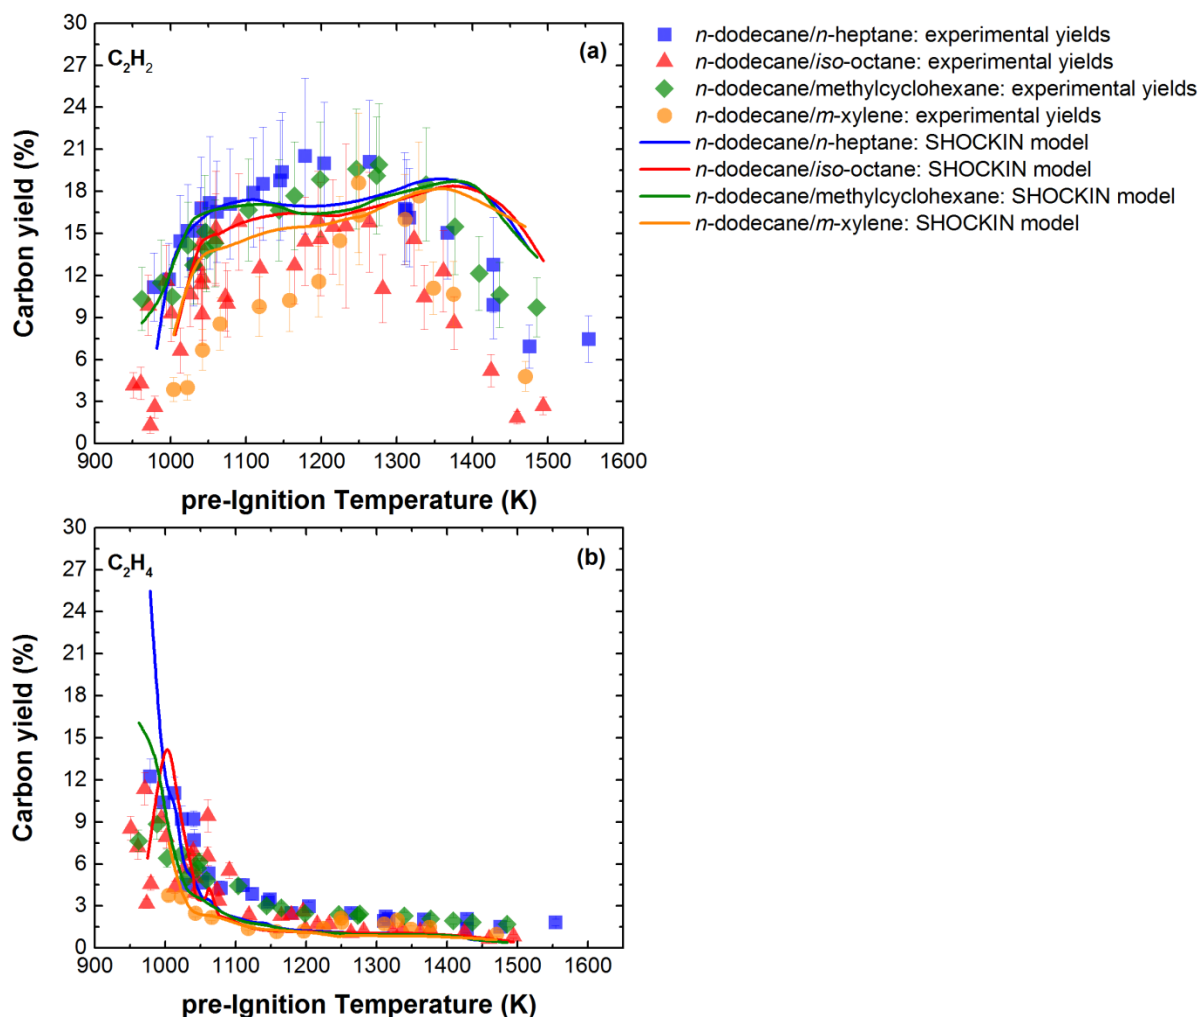 30
27
24
21
18
15
12
9
6
3
0
C₂H₂
(a)
Carbon yield (%)
900 1000 1100 1200 1300 1400 1500 1600
pre-Ignition Temperature (K)
n-dodecane/n-heptane: experimental yields
n-dodecane/iso-octane: experimental yields
n-dodecane/methylcyclohexane: experimental yields
n-dodecane/m-xylene: experimental yields
n-dodecane/n-heptane: SHOCKIN model
n-dodecane/iso-octane: SHOCKIN model
n-dodecane/methylcyclohexane: SHOCKIN model
n-dodecane/m-xylene: SHOCKIN model
30
27
24
21
18
15
12
9
6
3
0
C₂H₄
(b)
Carbon yield (%)
900 1000 1100 1200 1300 1400 1500 1600
pre-Ignition Temperature (K)